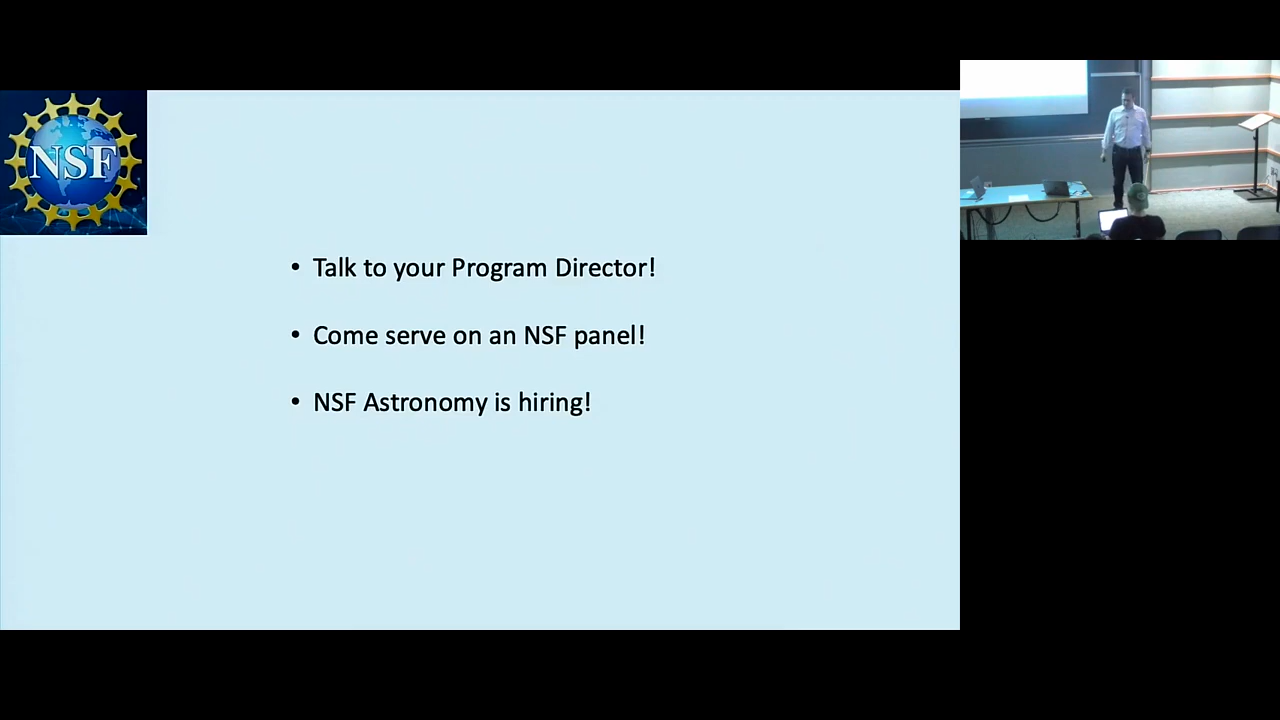 NSF
• Talk to your Program Director!
• Come serve on an NSF panel!
• NSF Astronomy is hiring!